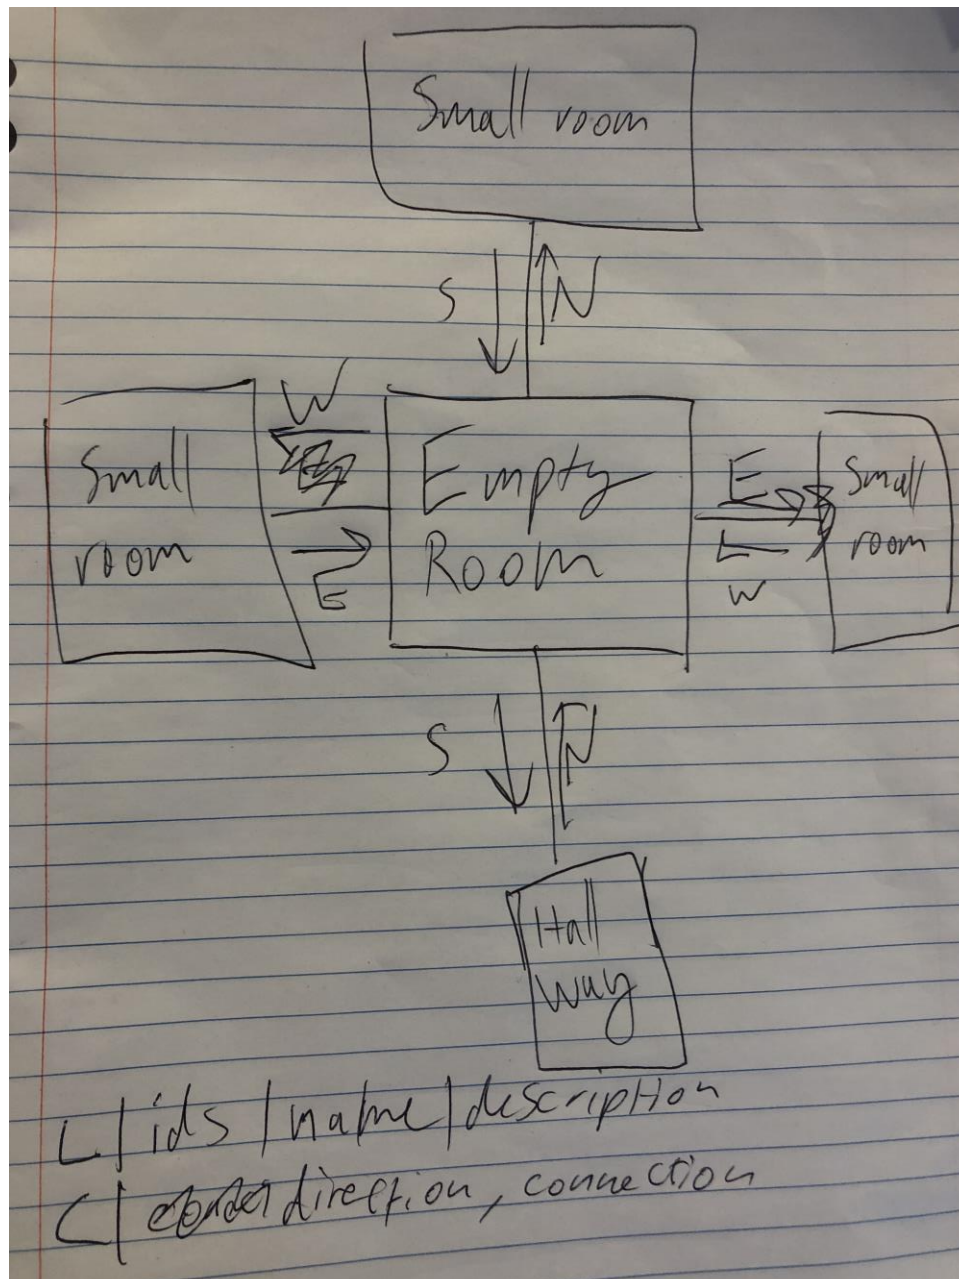 Small room
S N
W
Small
room
E
Empty
Room
E
W
Small
room
S N
Hall
way
L/ids/name/description
C/ direction, connection